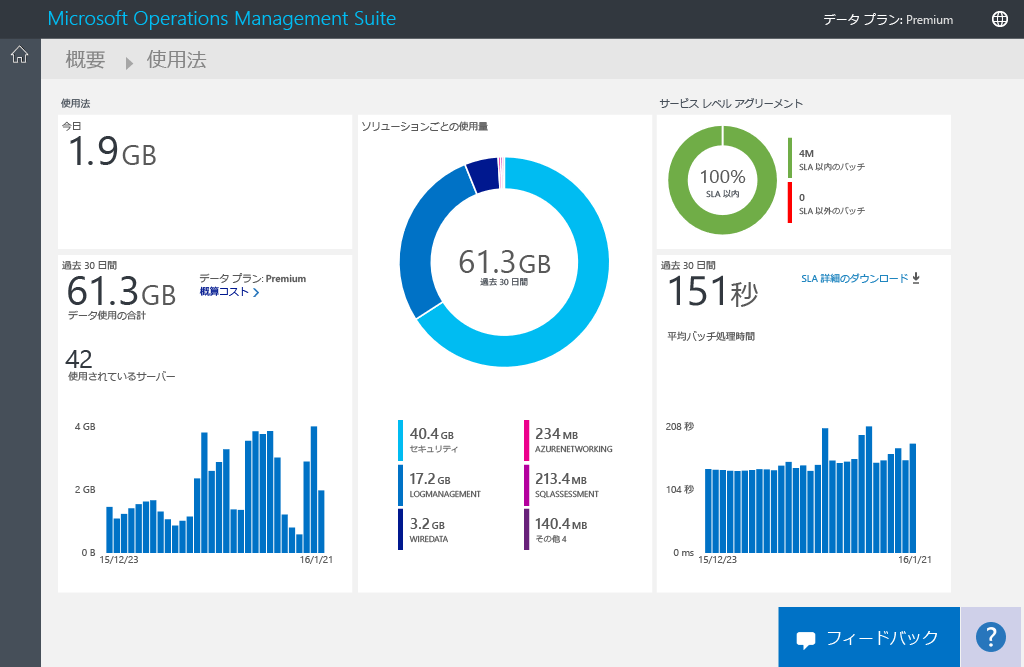 Microsoft Operations Management Suite
データ プラン: Premium
概要 使用法
使用法
今日
1.9GB
過去 30 日間
61.3GB
データ使用の合計
データ プラン: Premium
概算コスト
42
使用されているサーバー
4 GB
2 GB
0 B
15/12/23
16/1/21
ソリューションごとの使用量
61.3GB
過去 30 日間
40.4 GB
セキュリティ
17.2 GB
LOGMANAGEMENT
3.2 GB
WIREDATA
234 MB
AZURENETWORKING
213.4 MB
SQLASSESSMENT
140.4 MB
その他 4
サービス レベル アグリーメント
100%
SLA 以内
4M
SLA 以内のバッチ
0
SLA 以外のバッチ
過去 30 日間
151秒
SLA 詳細のダウンロード
平均バッチ処理時間
208 秒
104 秒
0 ms
15/12/23
16/1/21
フィードバック
?